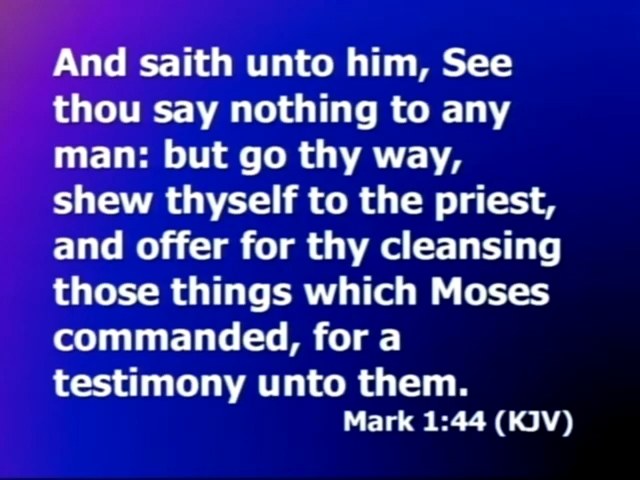 And saith unto him, See
thou say nothing to any
man: but go thy way,
shew thyself to the priest,
and offer for thy cleansing
those things which Moses
commanded, for a
testimony unto them.
Mark 1:44 (KJV)